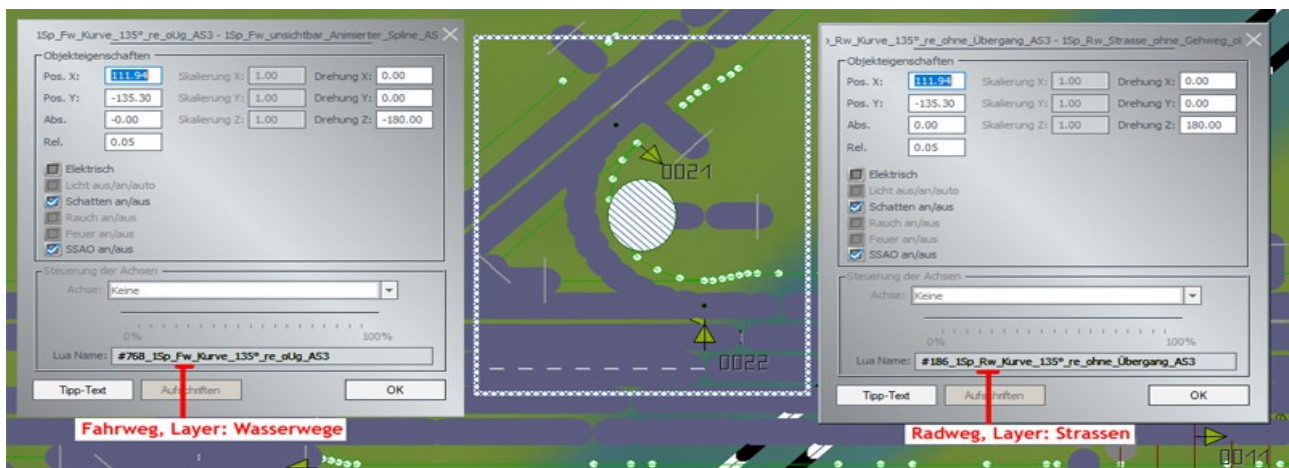 1Sp_Fw_Kurve_135°_re_oUg_AS3 - 1Sp_Fw_unsichtbar_Animierter_Spline_AS
Objekteigenschaften
Pos. X: 111.94 Skalierung X: 1.00 Drehung X: 0.00
Pos. Y: -135.30 Skalierung Y: 1.00 Drehung Y: 0.00
Abs. -0.00 Skalierung Z: 1.00 Drehung Z: -180.00
Rel. 0.05
Elektrisch
Licht aus/an/auto
Schatten an/aus
Rauch an/aus
Feuer an/aus
SSAO an/aus
Steuerung der Achsen
Achse: Keine
0% 100%
Lua Name: #768_1Sp_Fw_Kurve_135°_re_oUg_AS3
Tipp-Text Aufschriften OK
Fahrweg, Layer: Wasserwege
0021
0022
_Rw_Kurve_135°_re_ohne_Übergang_AS3 - 1Sp_Rw_Strasse_ohne_Gehweg_ol
Objekteigenschaften
Pos. X: 111.94 Skalierung X: 1.00 Drehung X: 0.00
Pos. Y: -135.30 Skalierung Y: 1.00 Drehung Y: 0.00
Abs. 0.00 Skalierung Z: 1.00 Drehung Z: 180.00
Rel. 0.05
Elektrisch
Licht aus/an/auto
Schatten an/aus
Rauch an/aus
Feuer an/aus
SSAO an/aus
Steuerung der Achsen
Achse: Keine
0% 100%
Lua Name: #186_1Sp_Rw_Kurve_135°_re_ohne_Übergang_AS3
Tipp-Text Aufschriften OK
Radweg, Layer: Strassen
0011